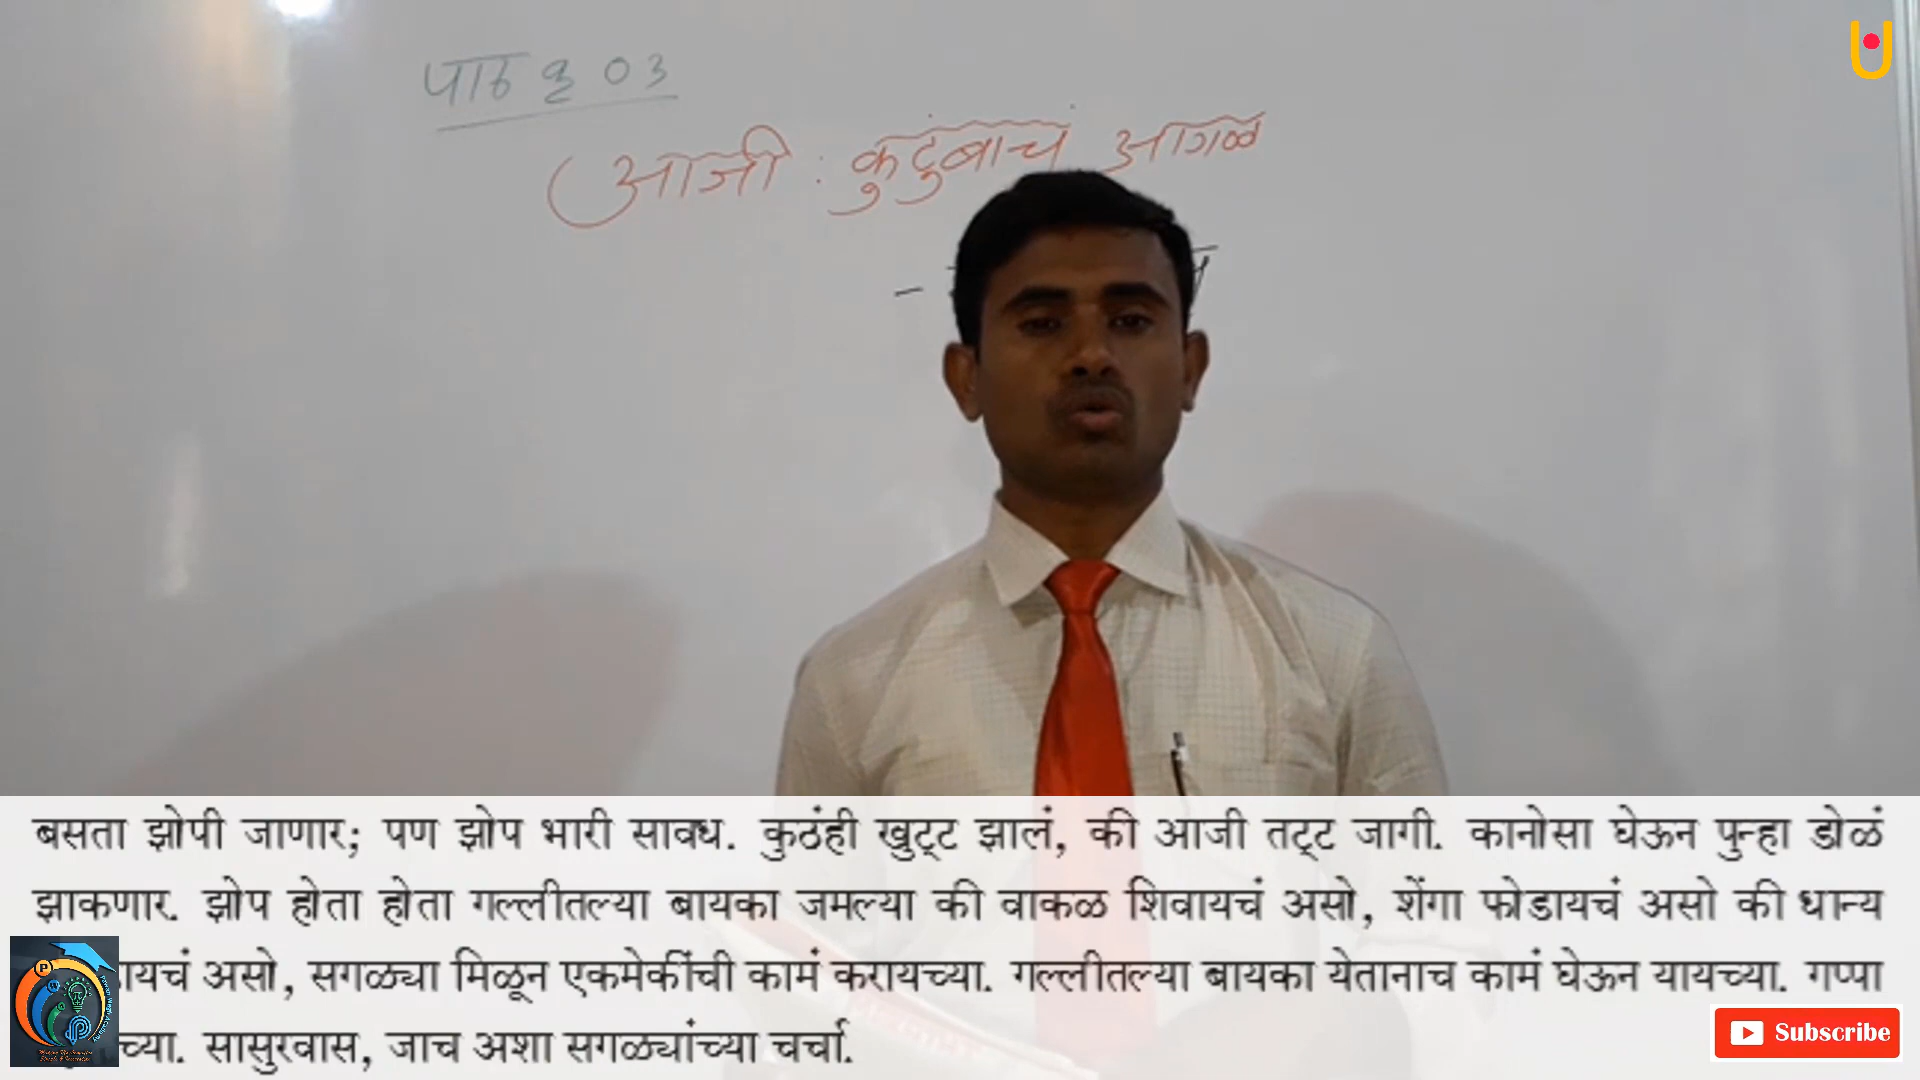 पाठ क्र ०३
आजी : कुटुंबाचं आगळ
बसता झोपी जाणार; पण झोप भारी सावध. कुठंही खुट्ट झालं, की आजी तट्ट जागी. कानोसा घेऊन पुन्हा डोळं
झाकणार. झोप होता होता गल्लीतल्या बायका जमल्या की वाकळ शिवायचं असो, शेंगा फोडायचं असो की धान्य
ायचं असो, सगळ्या मिळून एकमेकींची कामं करायच्या. गल्लीतल्या बायका येतानाच कामं घेऊन यायच्या. गप्पा
च्या. सासुरवास, जाच अशा सगळ्यांच्या चर्चा.
Subscribe